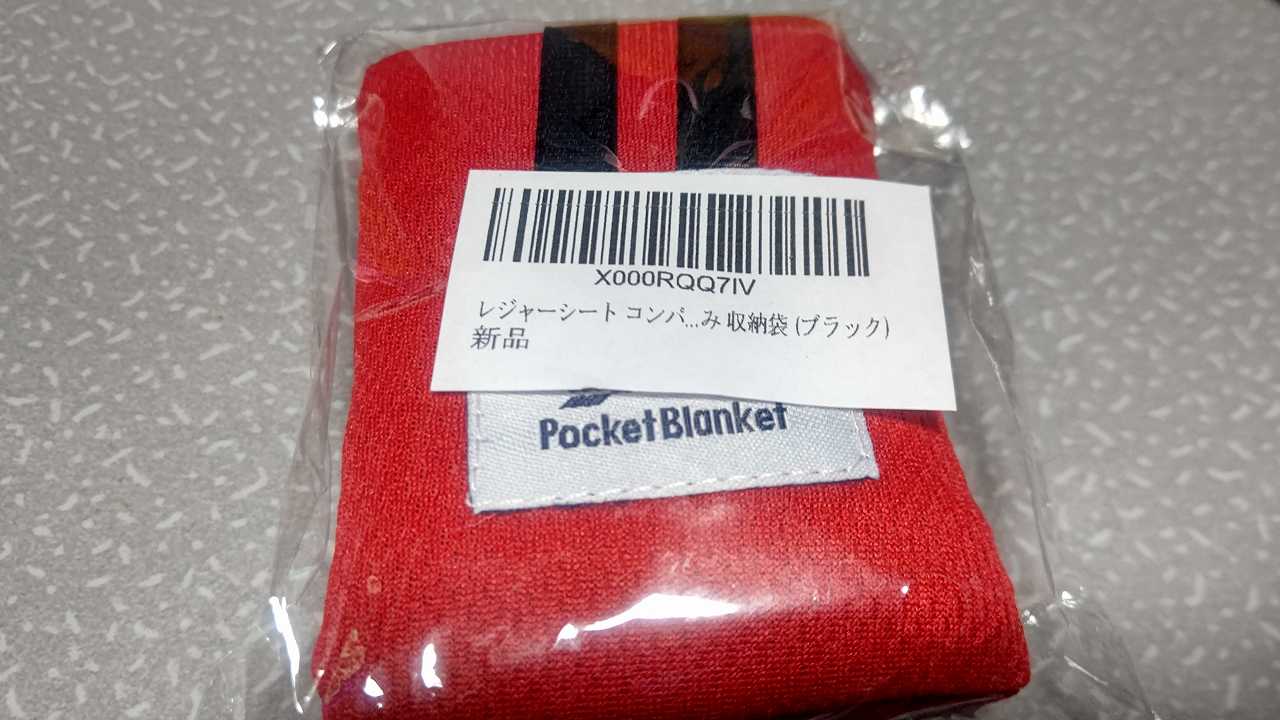 X000RQQ7IV
レジャーシート コンパ...み 収納袋 (ブラック)
新品
PocketBlanket